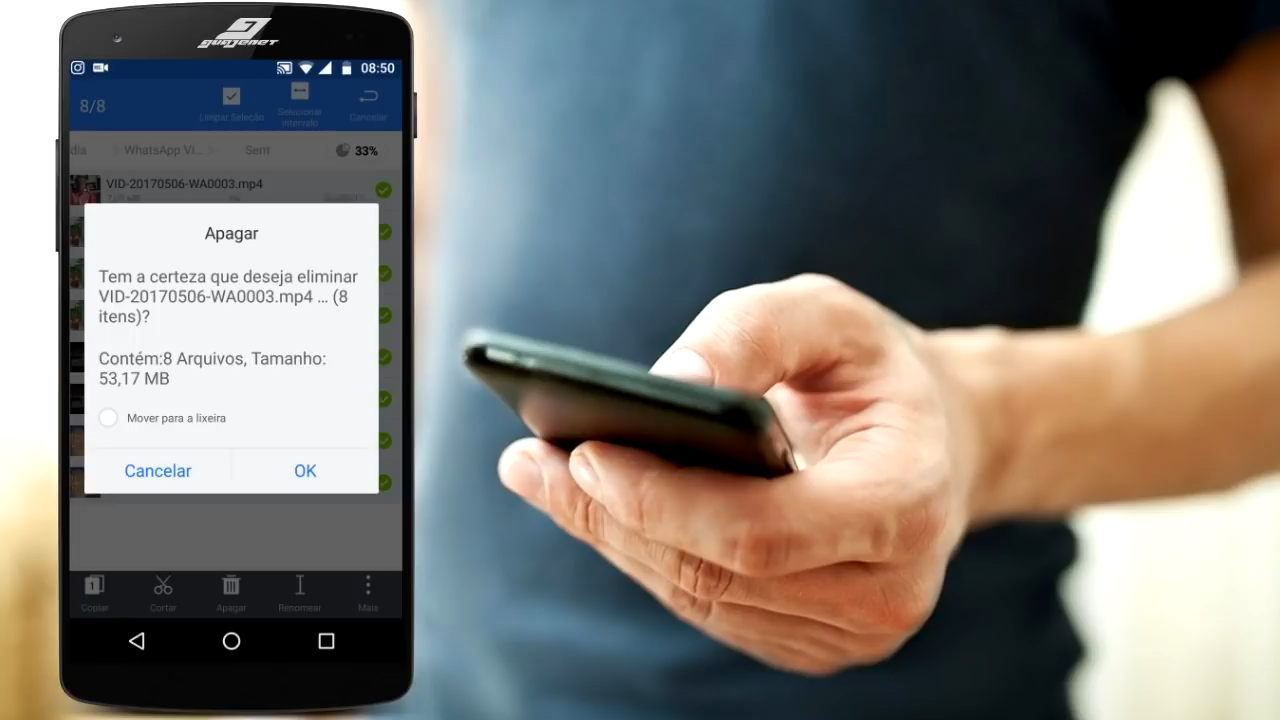 GUAJENET
08:50
8/8
Limpar Seleção
Selecionar
intervalo
Cancelar
dia
WhatsApp Vi...
Sent
33%
VID-20170506-WA0003.mp4
Apagar
Tem a certeza que deseja eliminar
VID-20170506-WA0003.mp4 ... (8
itens)?
Contém:8 Arquivos, Tamanho:
53,17 MB
Mover para a lixeira
Cancelar
OK
Copiar
Cortar
Apagar
Renomear
Mais